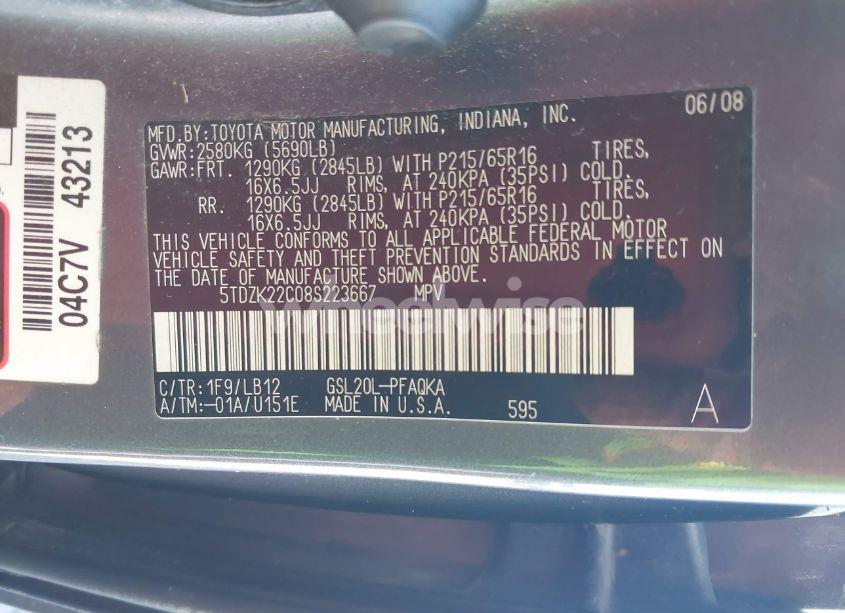 04C7V 43213
06/08
MFD.BY:TOYOTA MOTOR MANUFACTURING, INDIANA, INC.
GVWR:2580KG (5690LB)
GAWR:FRT. 1290KG (2845LB) WITH P215/65R16 TIRES,
16X6.5JJ RIMS, AT 240KPA (35PSI) COLD.
RR. 1290KG (2845LB) WITH P215/65R16 TIRES,
16X6.5JJ RIMS, AT 240KPA (35PSI) COLD.
THIS VEHICLE CONFORMS TO ALL APPLICABLE FEDERAL MOTOR
VEHICLE SAFETY AND THEFT PREVENTION STANDARDS IN EFFECT ON
THE DATE OF MANUFACTURE SHOWN ABOVE.
5TDZK22C08S223667 MPV
Wheelwise
C/TR:1F9/LB12 GSL20L-PFAQKA
A/TM:-01A/U151E MADE IN U.S.A. 595 A